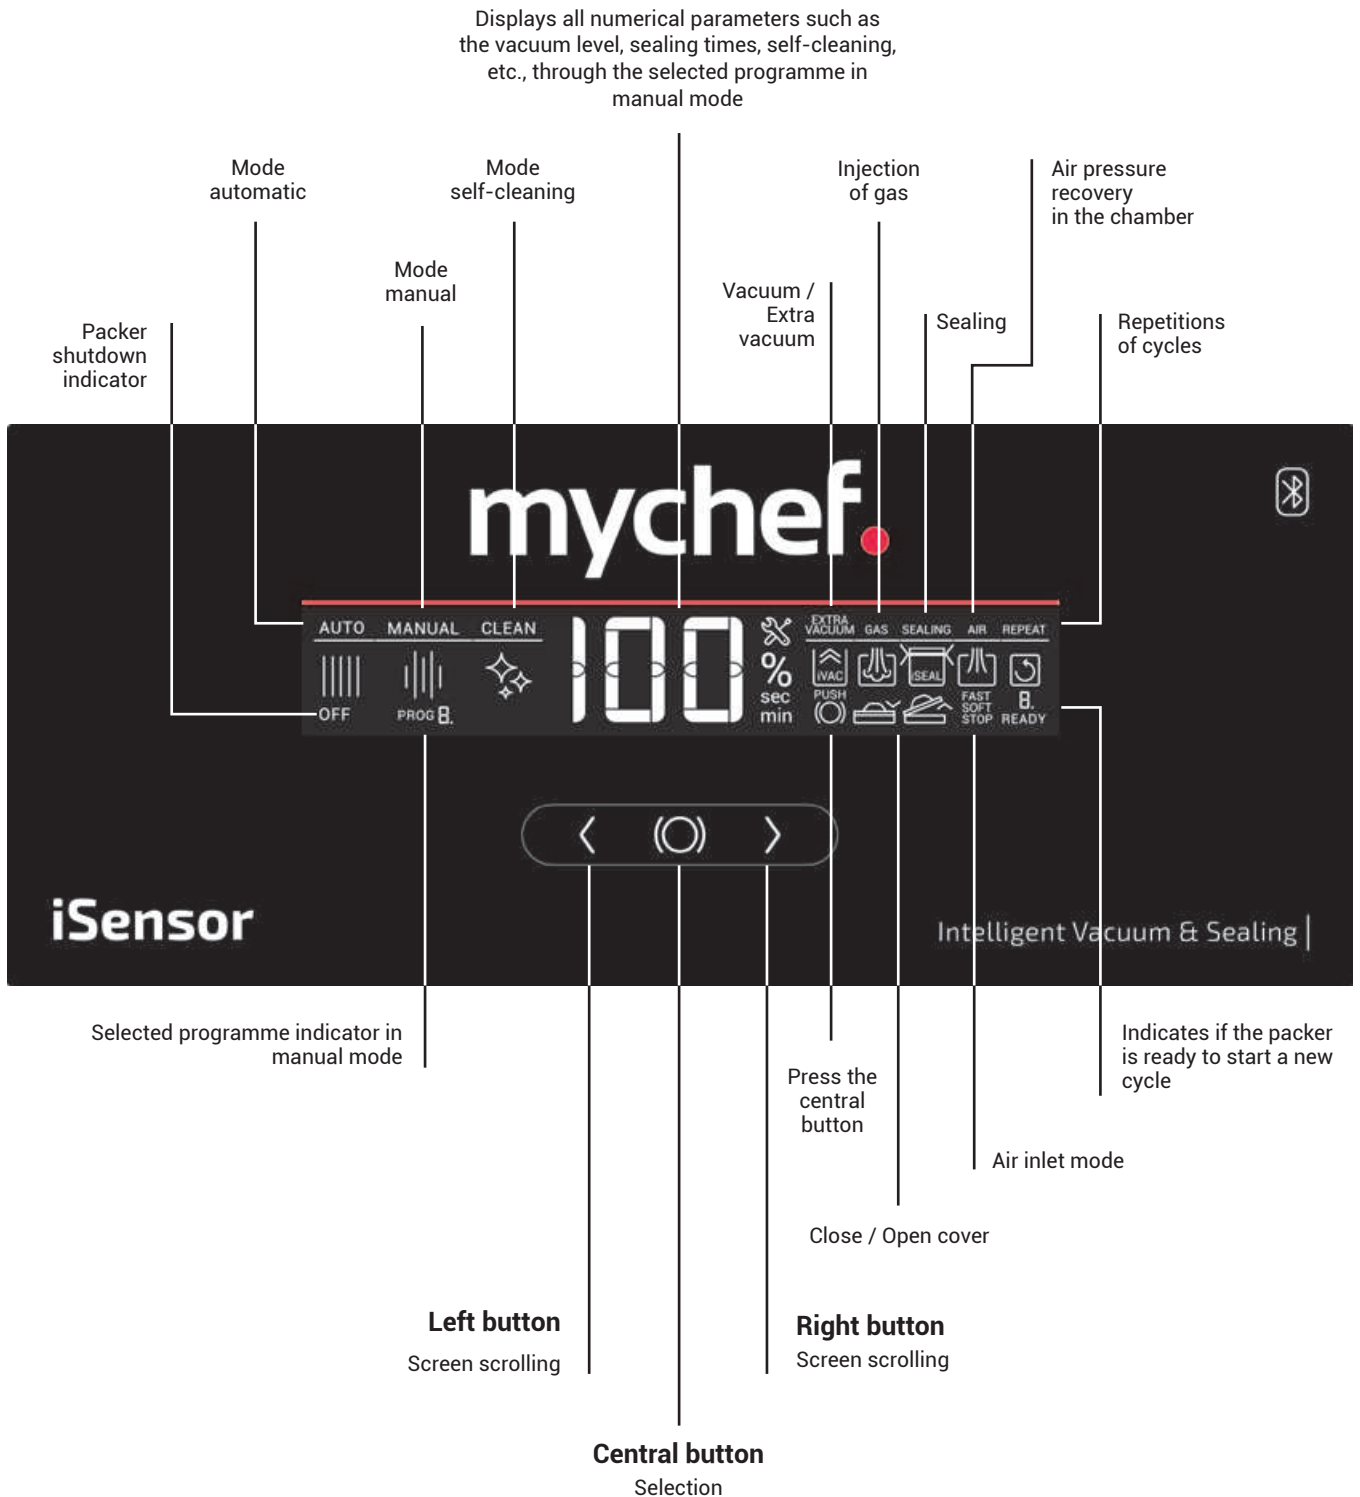 Displays all numerical parameters such as
the vacuum level, sealing times, self-cleaning,
etc., through the selected programme in
manual mode
Mode
automatic
Mode
self-cleaning
Injection
of gas
Air pressure
recovery
in the chamber
Mode
manual
Vacuum /
Extra
vacuum
Sealing
Repetitions
of cycles
Packer
shutdown
indicator
mychef.
AUTO MANUAL CLEAN
100
EXTRA
VACUUM GAS SEALING AIR REPEAT
%
iVAC
iSEAL
sec
min
OFF
PROG 8.
PUSH
FAST
SOFT
STOP
8.
READY
iSensor
Intelligent Vacuum & Sealing
Selected programme indicator in
manual mode
Indicates if the packer
is ready to start a new
cycle
Press the
central
button
Air inlet mode
Close / Open cover
Left button
Screen scrolling
Right button
Screen scrolling
Central button
Selection